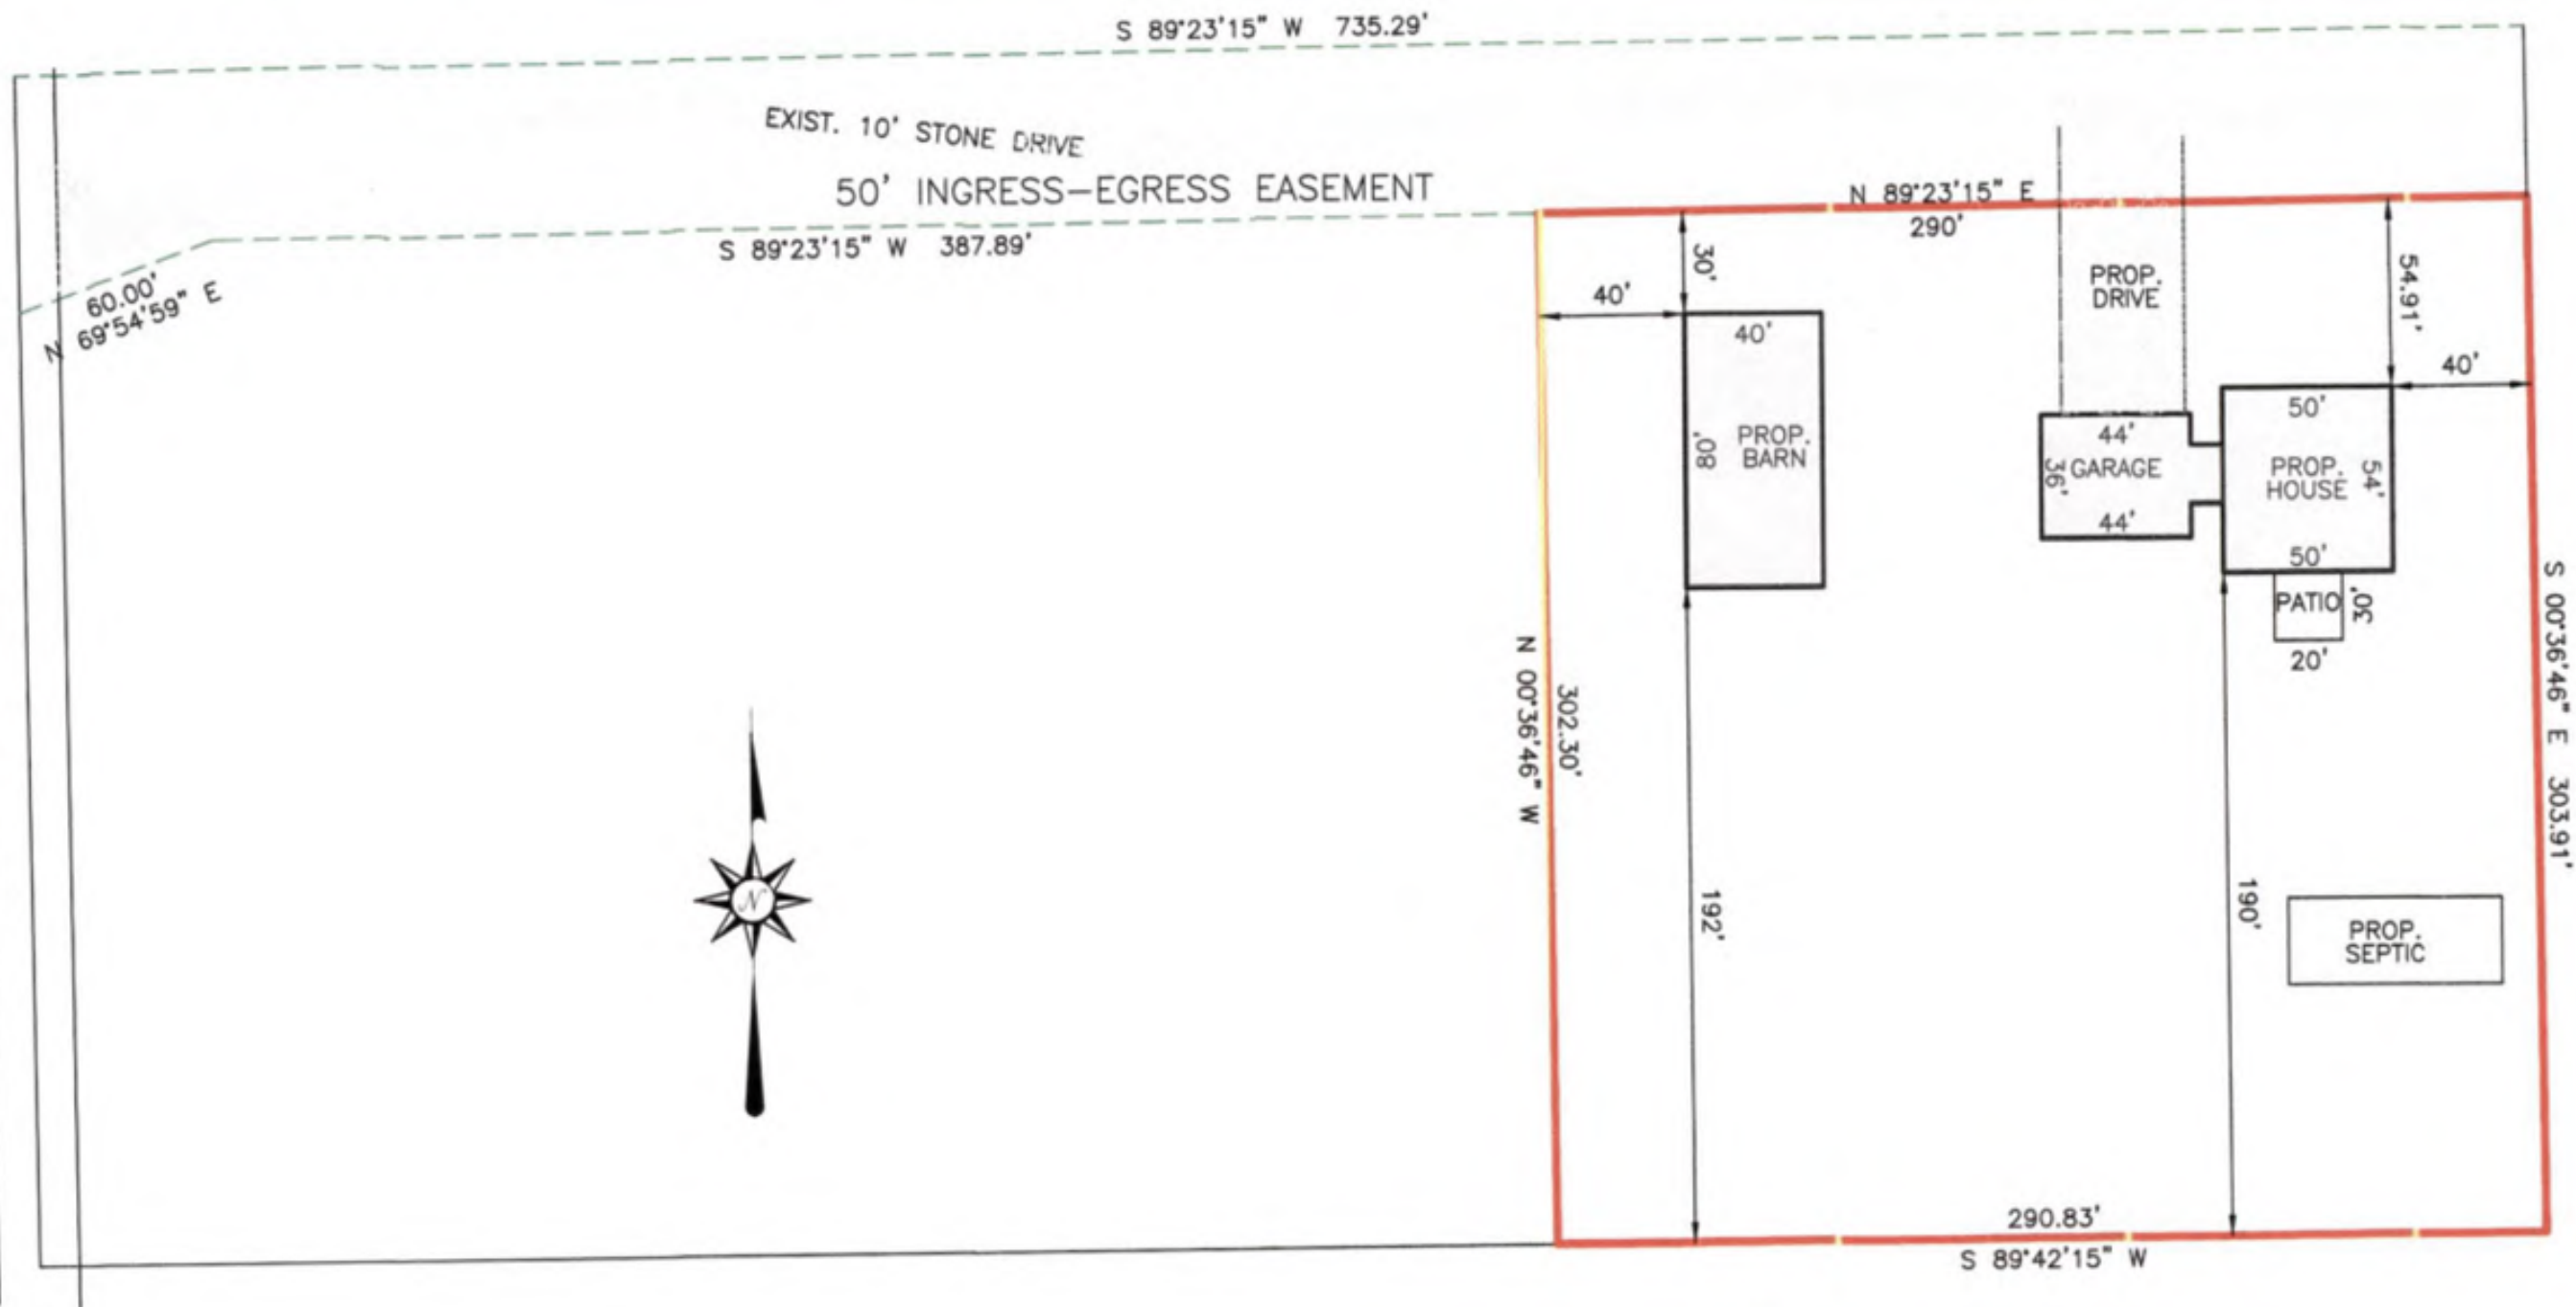 S 89°23'15" W 735.29'
EXIST. 10' STONE DRIVE
50' INGRESS-EGRESS EASEMENT
S 89°23'15" W 387.89'
60.00'
N 69°54'59" E
N 89°23'15" E
290'
30'
40'
40'
80'
PROP.
BARN
PROP.
DRIVE
54.91'
40'
44'
36'
GARAGE
44'
50'
PROP.
HOUSE
54'
50'
PATIO
30'
20'
N 00°36'46" W
302.30'
S 00°36'46" E 303.91'
192'
190'
PROP.
SEPTIC
N
290.83'
S 89°42'15" W